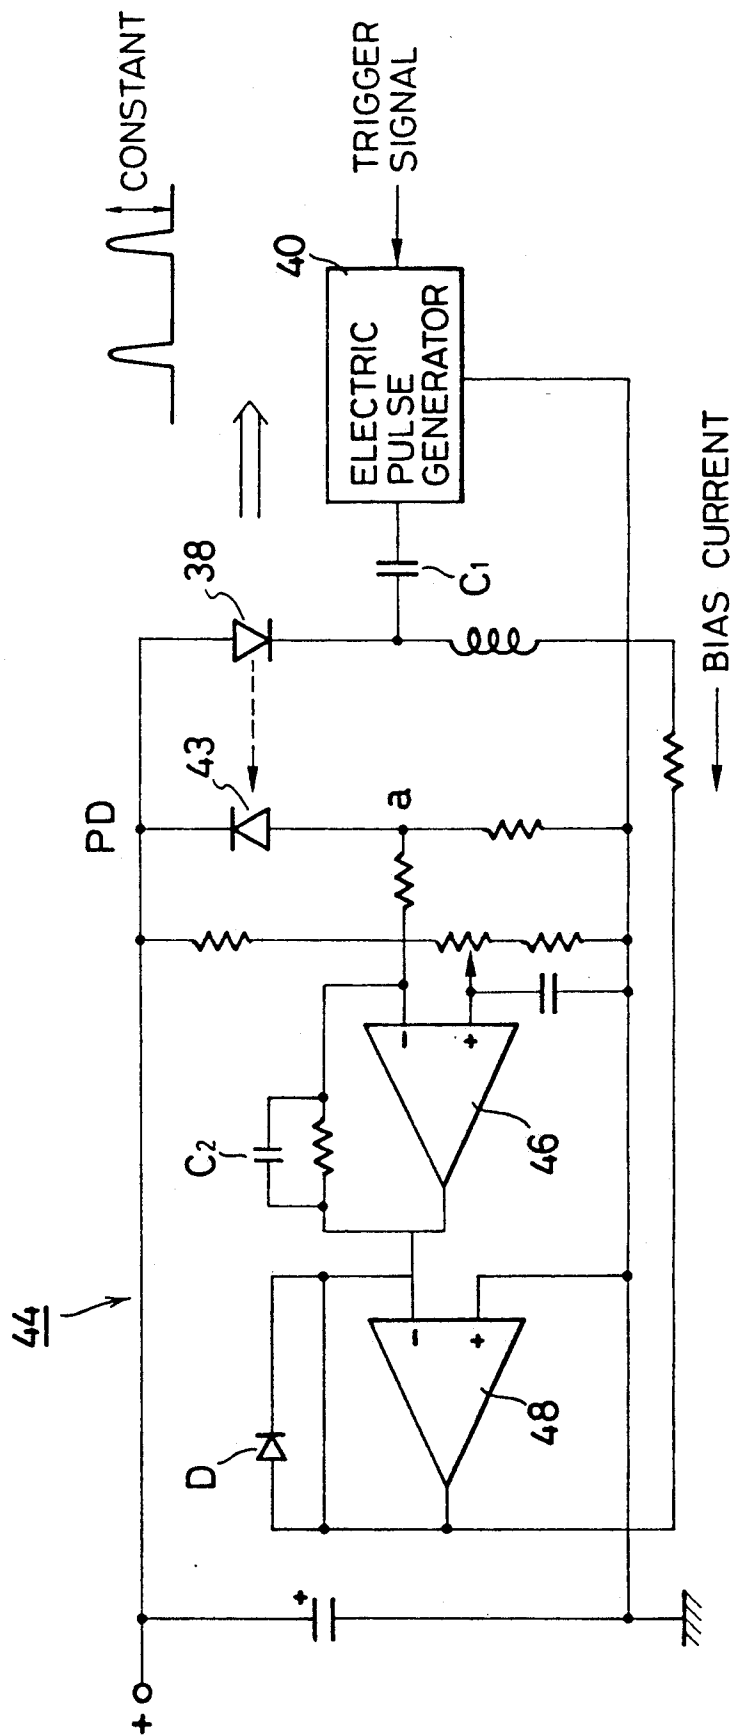 44
+
+
D
48
-
+
C2
46
-
+
PD
43
a
38
C1
40
ELECTRIC
PULSE
GENERATOR
TRIGGER
SIGNAL
CONSTANT
BIAS CURRENT